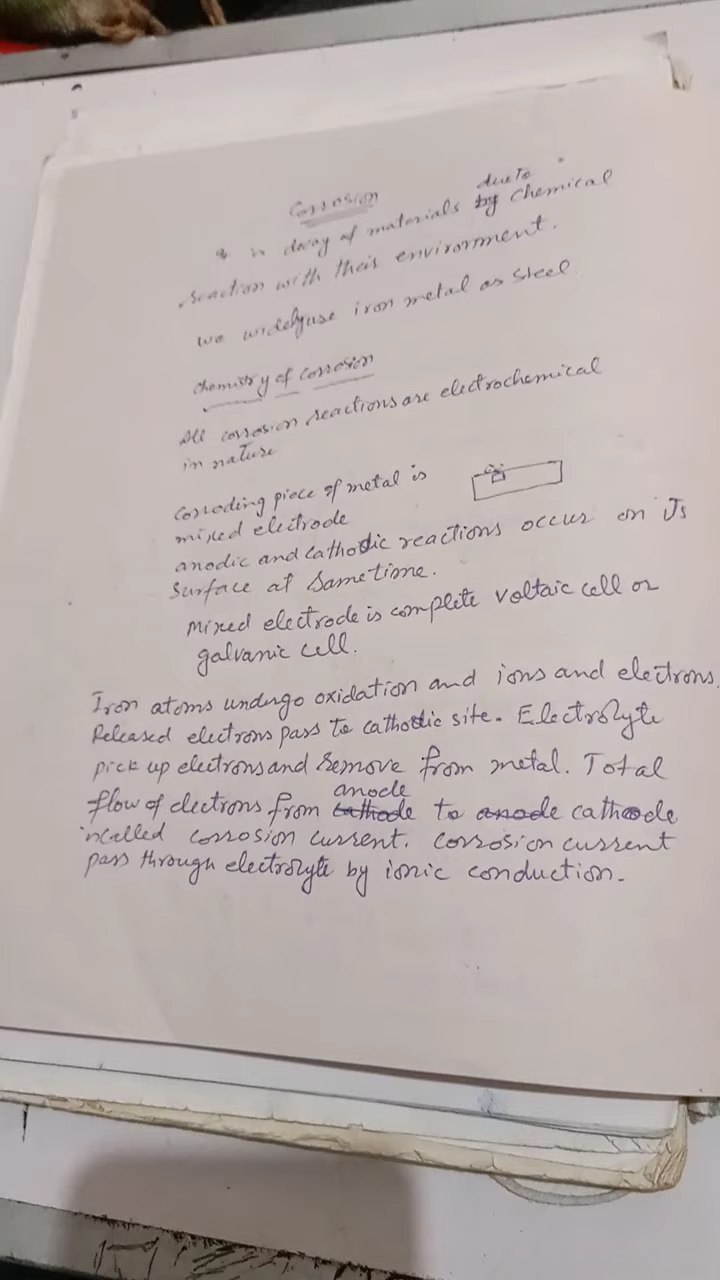 Corrosion
It is decay of materials due to by chemical
reaction with their environment.
we widely use iron metal as steel
chemistry of corrosion
All corrosion reactions are electrochemical
in nature
Corroding piece of metal is
mixed electrode
anodic and cathodic reactions occur on Its
surface at sametime.
mixed electrode is complete voltaic cell or
galvanic cell.
Iron atoms undergo oxidation and ions and electrons.
Released electrons pass to cathodic site. Electrolyte
pick up electrons and remove from metal. Total
flow of electrons from cathode anode to anode cathode
is called corrosion current. corrosion current
pass through electrolyte by ionic conduction.